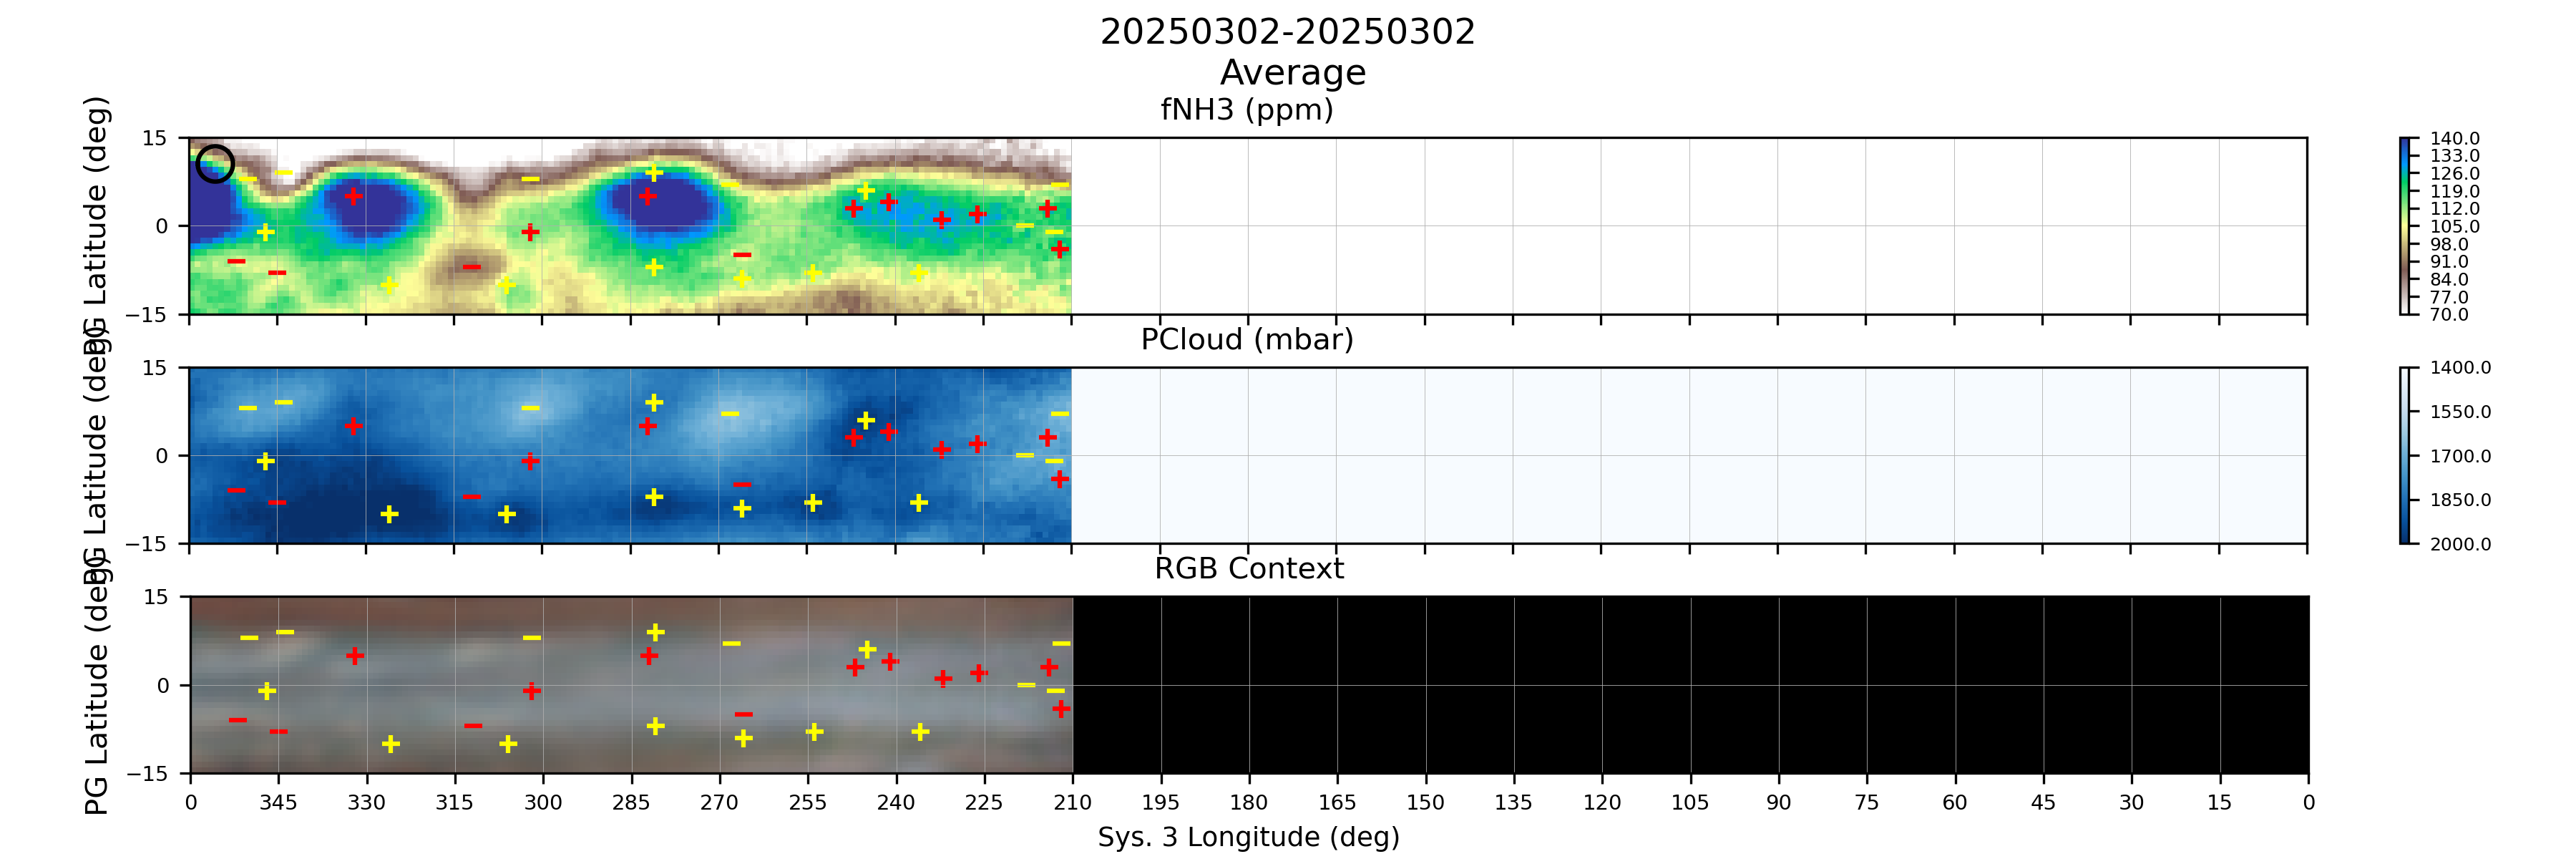 20250302-20250302
Average
fNH3 (ppm)
PG Latitude (deg)
15
0
−15
140.0
133.0
126.0
119.0
112.0
105.0
98.0
91.0
84.0
77.0
70.0
PCloud (mbar)
PG Latitude (deg)
15
0
−15
1400.0
1550.0
1700.0
1850.0
2000.0
RGB Context
PG Latitude (deg)
15
0
−15
0 345 330 315 300 285 270 255 240 225 210 195 180 165 150 135 120 105 90 75 60 45 30 15 0
Sys. 3 Longitude (deg)